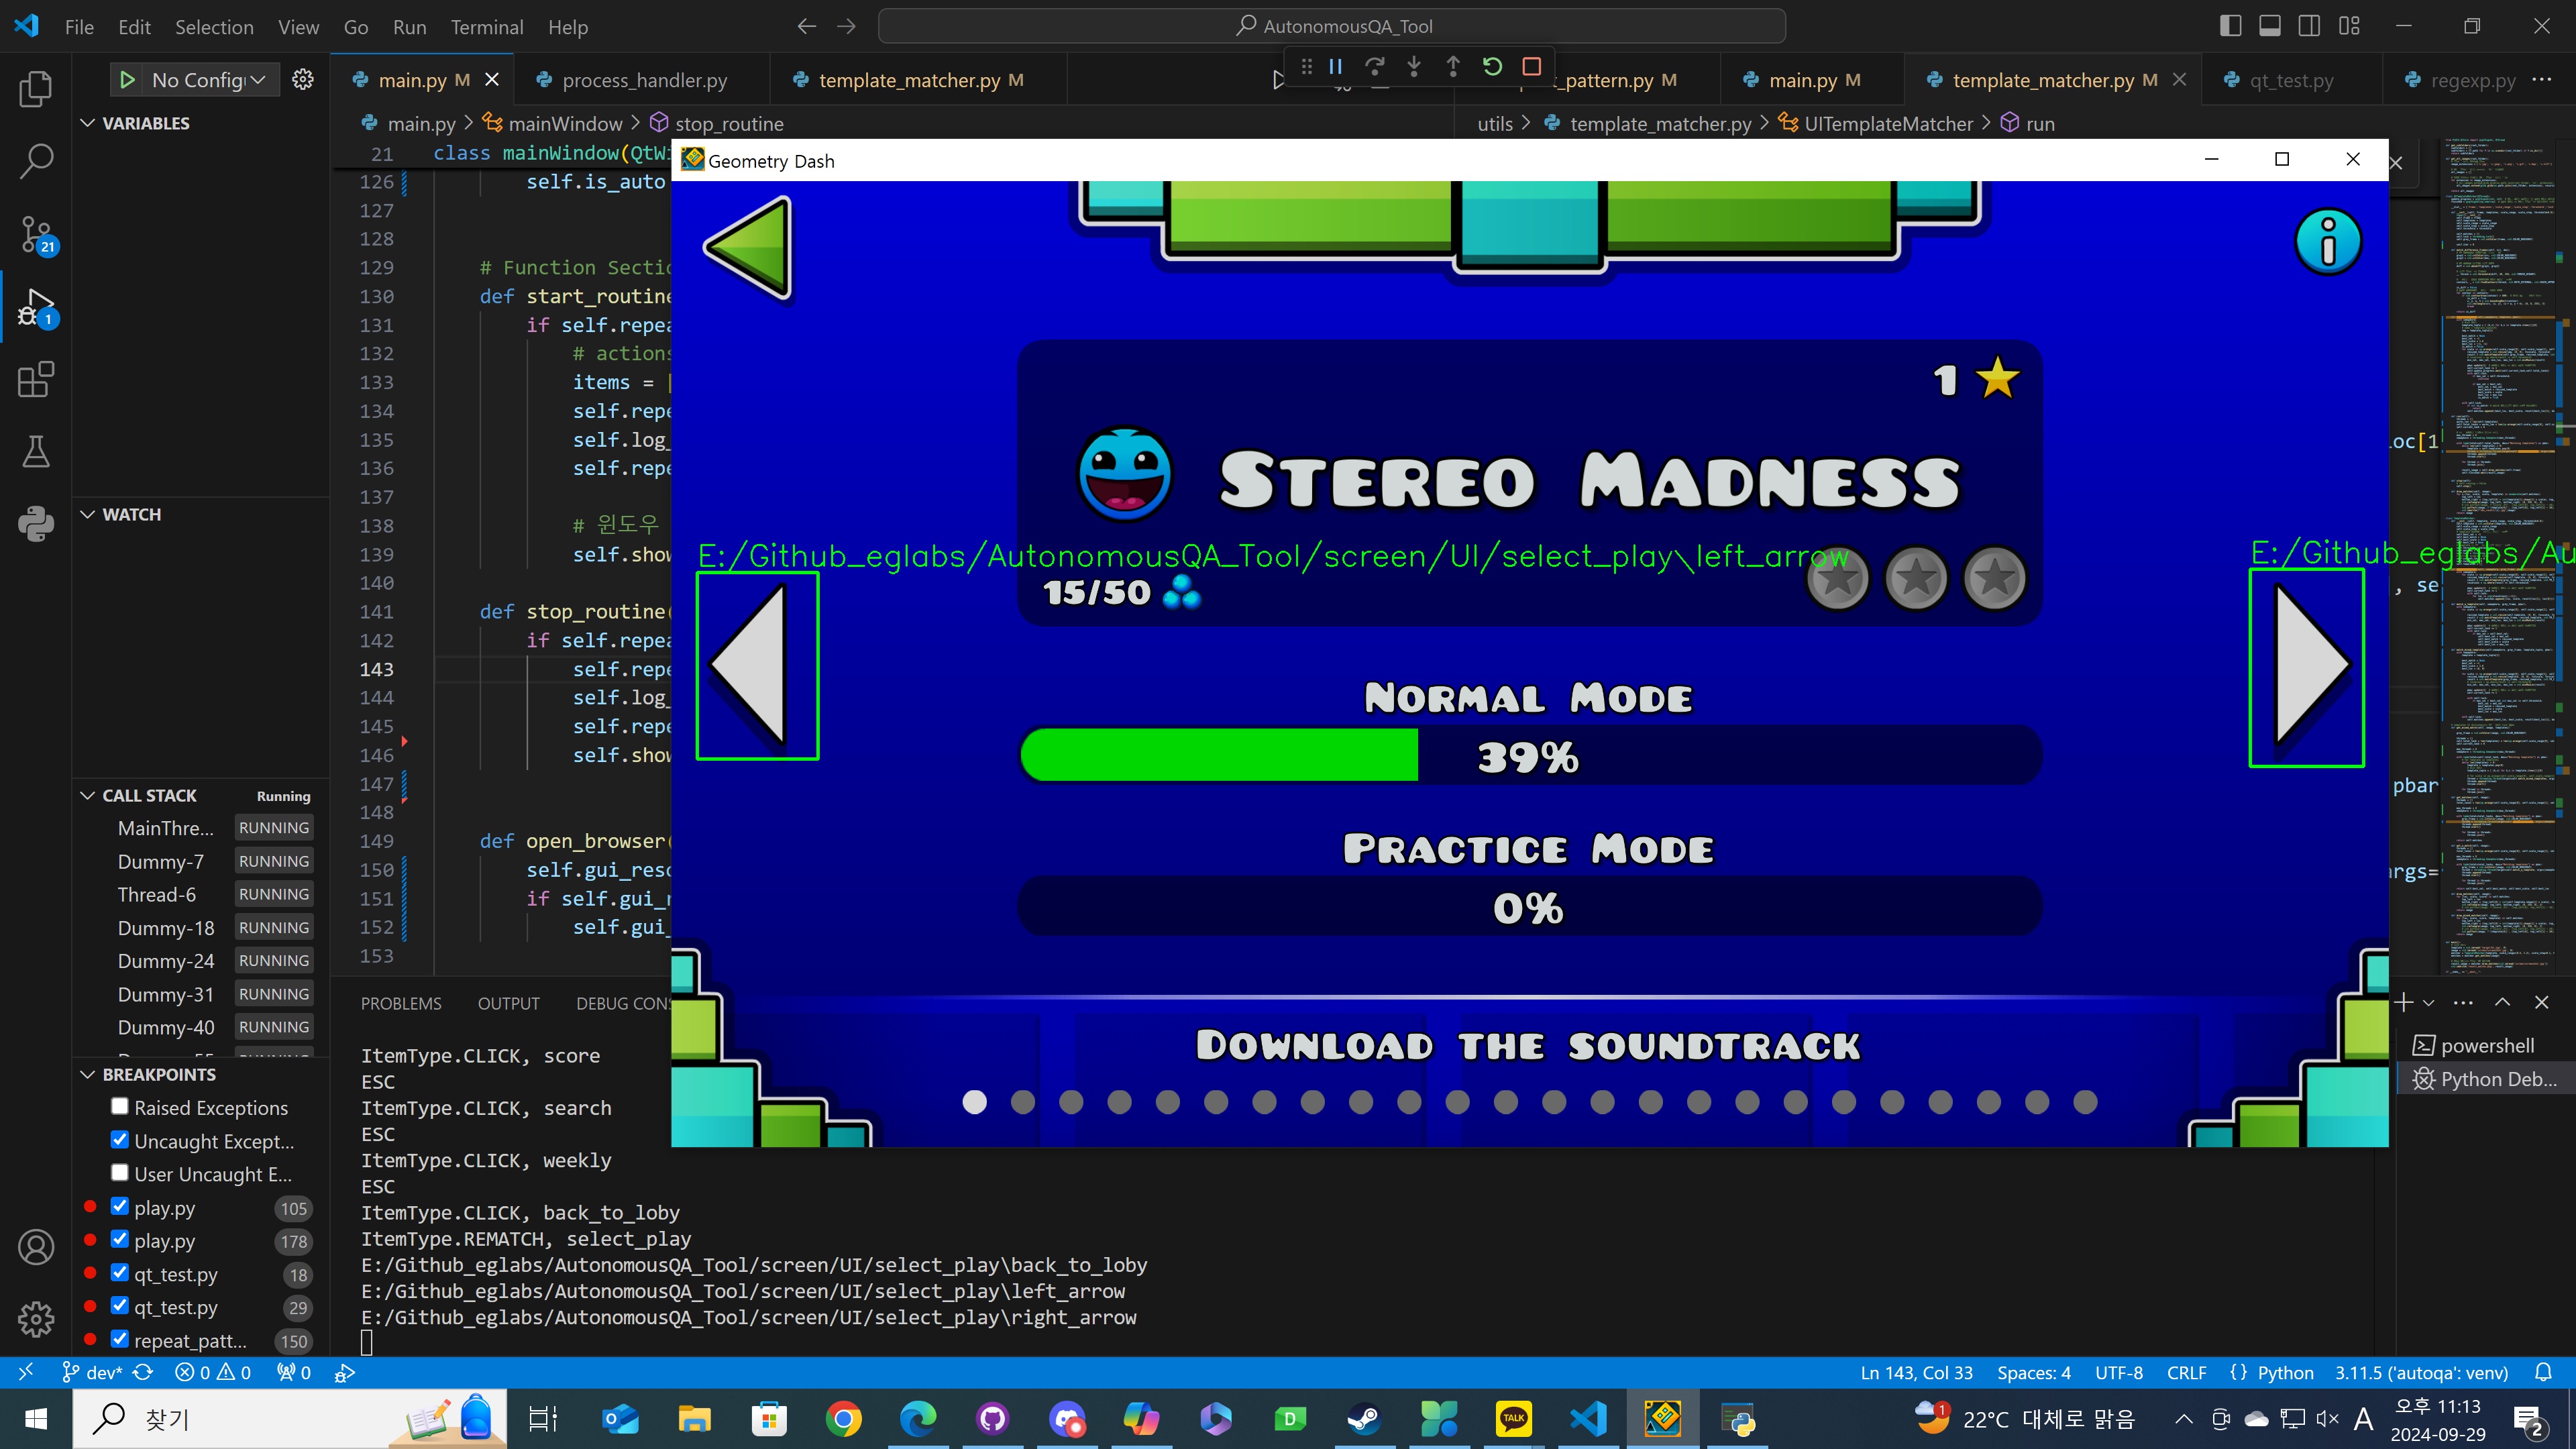 File Edit Selection View Go Run Terminal Help
AutonomousQA_Tool
No Config
main.py M
process_handler.py
template_matcher.py M
t_pattern.py M
main.py M
template_matcher.py M
qt_test.py
regexp.py
main.py > mainWindow > stop_routine
utils > template_matcher.py > UITemplateMatcher > run
VARIABLES
WATCH
CALL STACK Running
MainThre... RUNNING
Dummy-7 RUNNING
Thread-6 RUNNING
Dummy-18 RUNNING
Dummy-24 RUNNING
Dummy-31 RUNNING
Dummy-40 RUNNING
BREAKPOINTS
Raised Exceptions
Uncaught Except...
User Uncaught E...
play.py 105
play.py 178
qt_test.py 18
qt_test.py 29
repeat_patt... 150
21 class mainWindow(QtWi
126 self.is_auto
127
128
129 # Function Sectio
130 def start_routine
131 if self.repea
132 # actions
133 items = [
134 self.repe
135 self.log_
136 self.repe
137
138 # 윈도우
139 self.show
140
141 def stop_routine(
142 if self.repea
143 self.repe
144 self.log_
145 self.repe
146 self.show
147
148
149 def open_browser(
150 self.gui_reso
151 if self.gui_r
152 self.gui_
153
loc[1
, se
pbar
args=
Geometry Dash
1
Stereo Madness
E:/Github_eglabs/AutonomousQA_Tool/screen/UI/select_play\left_arrow
E:/Github_eglabs/Au
15/50
Normal Mode
39%
Practice Mode
0%
Download the soundtrack
PROBLEMS OUTPUT DEBUG CONS
ItemType.CLICK, score
ESC
ItemType.CLICK, search
ESC
ItemType.CLICK, weekly
ESC
ItemType.CLICK, back_to_loby
ItemType.REMATCH, select_play
E:/Github_eglabs/AutonomousQA_Tool/screen/UI/select_play\back_to_loby
E:/Github_eglabs/AutonomousQA_Tool/screen/UI/select_play\left_arrow
E:/Github_eglabs/AutonomousQA_Tool/screen/UI/select_play\right_arrow
powershell
Python Deb...
21
1
dev* 0 0 0
Ln 143, Col 33 Spaces: 4 UTF-8 CRLF {} Python 3.11.5 ('autoqa': venv)
찾기
TALK
1
22°C 대체로 맑음
A
오후 11:13
2024-09-29
2